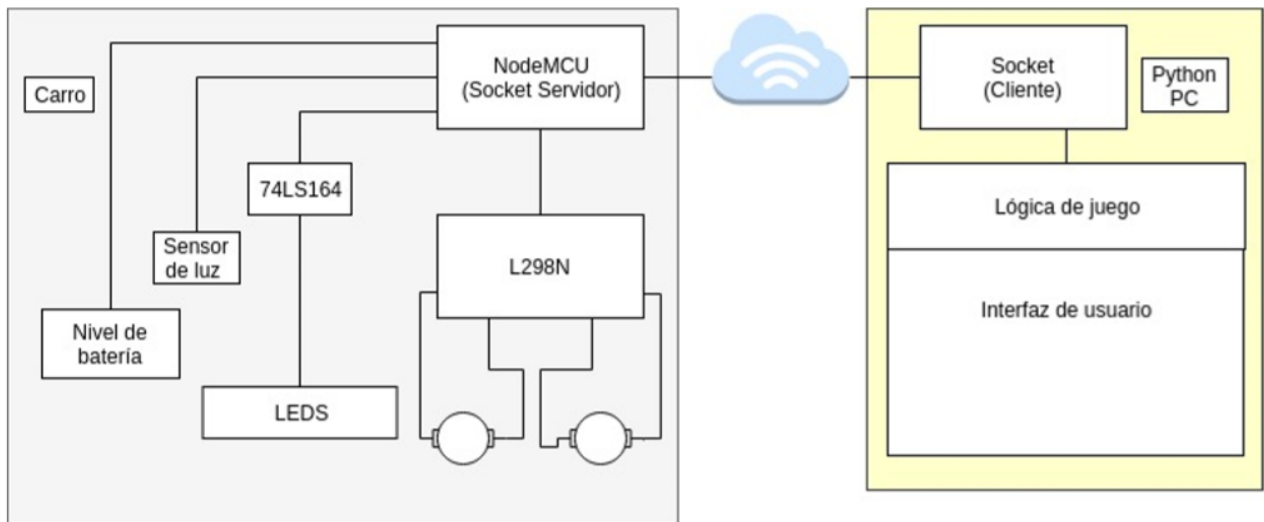 Carro
NodeMCU
(Socket Servidor)
74LS164
Sensor
de luz
L298N
Nivel de
batería
LEDS
Socket
(Cliente)
Python
PC
Lógica de juego
Interfaz de usuario